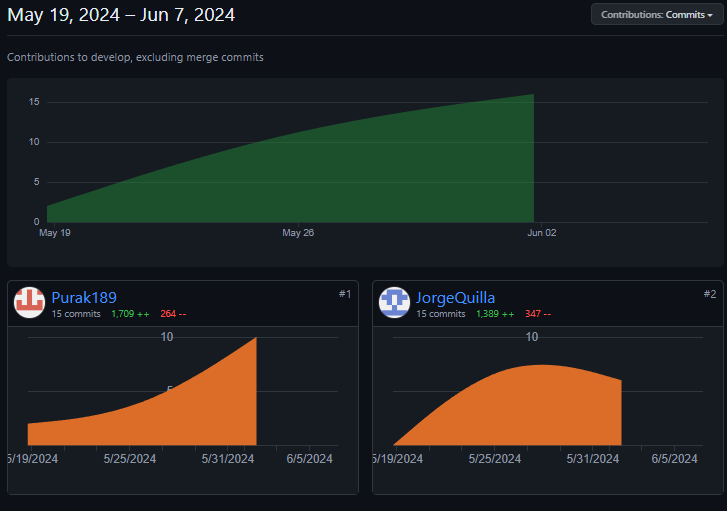 May 19, 2024 – Jun 7, 2024
Contributions: Commits
Contributions to develop, excluding merge commits
15
10
5
0
May 19
May 26
Jun 02
Purak189
#1
15 commits 1,709 ++ 264 --
10
5
5/19/2024
5/25/2024
5/31/2024
6/5/2024
JorgeQuilla
#2
15 commits 1,389 ++ 347 --
10
5/19/2024
5/25/2024
5/31/2024
6/5/2024